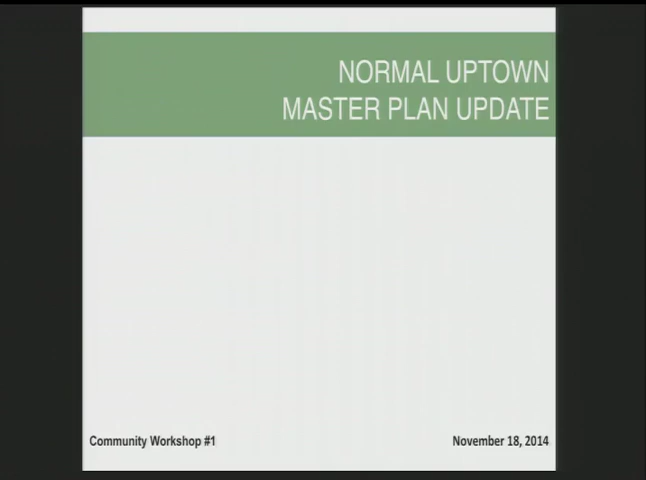 NORMAL UPTOWN
MASTER PLAN UPDATE
Community Workshop #1
November 18, 2014